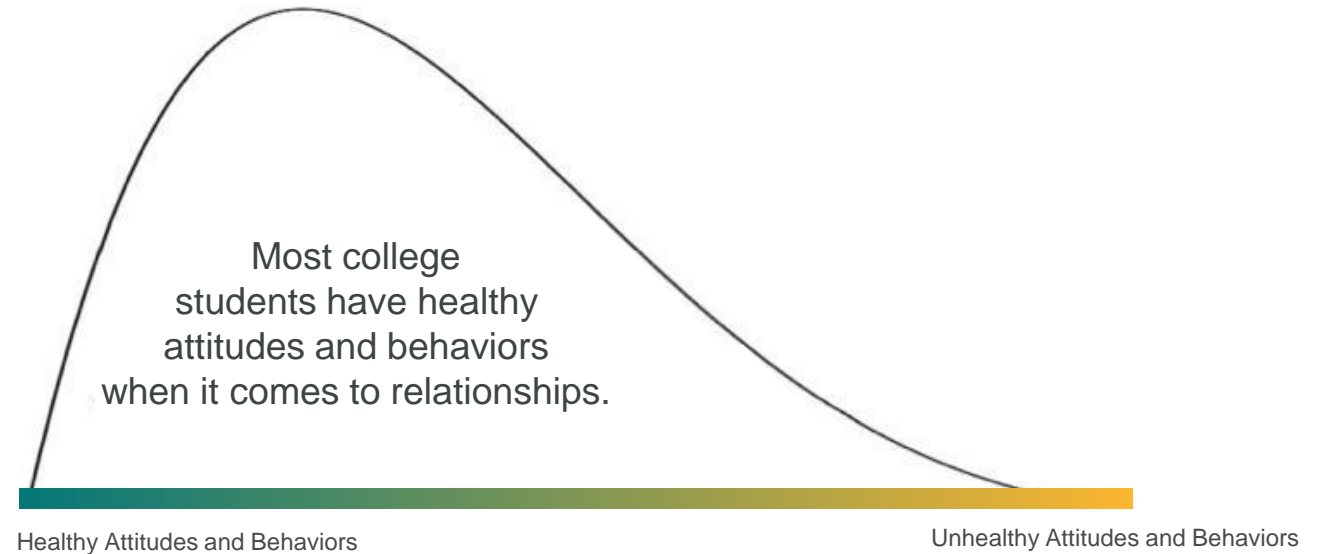 Most college
students have healthy
attitudes and behaviors
when it comes to relationships.
Healthy Attitudes and Behaviors
Unhealthy Attitudes and Behaviors